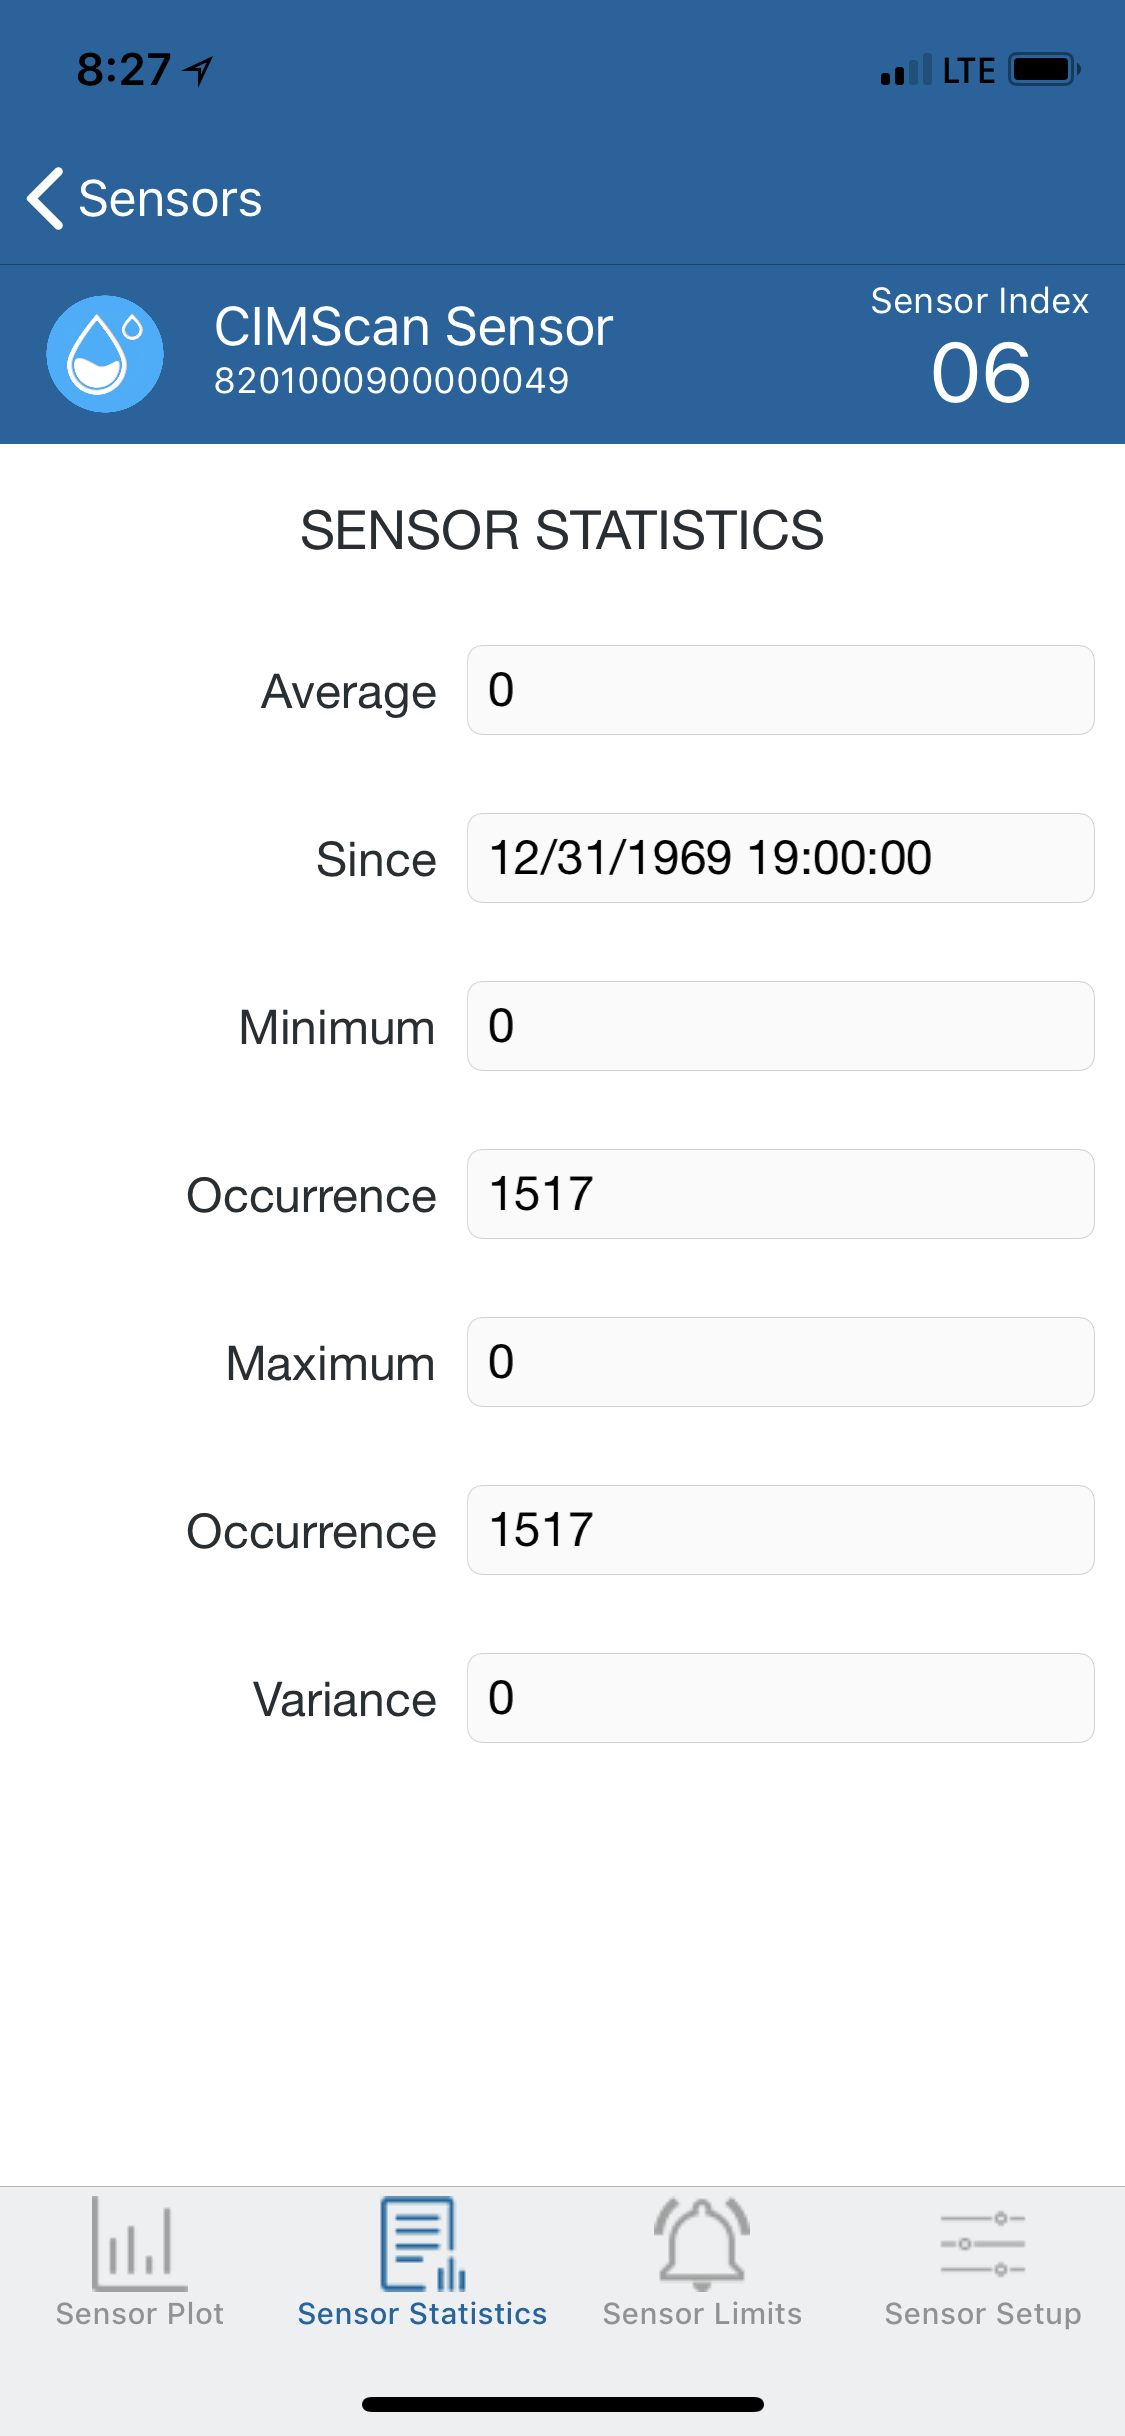 8:27
LTE
Sensors
CIMScan Sensor
8201000900000049
Sensor Index
06
SENSOR STATISTICS
Average 0
Since 12/31/1969 19:00:00
Minimum 0
Occurrence 1517
Maximum 0
Occurrence 1517
Variance 0
Sensor Plot
Sensor Statistics
Sensor Limits
Sensor Setup